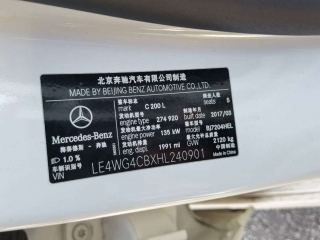 北京奔驰汽车有限公司制造
MADE BY BEIJING BENZ AUTOMOTIVE CO.,LTD.
整车标志 mark C 200 L 乘坐人数 seats 5
发动机型号 engine type 274 920 制造年月 built date 2017/03
发动机最大净功率 engine power 135 kW 整车型号 BJ7204HEL
发动机排量 engine disp. 1991 ml 最大允许总质量 GVM 2120 kg
Mercedes-Benz
梅赛德斯-奔驰
1.0 %
中国制造 Made in China
车辆识别代号 VIN LE4WG4CBXHL240901